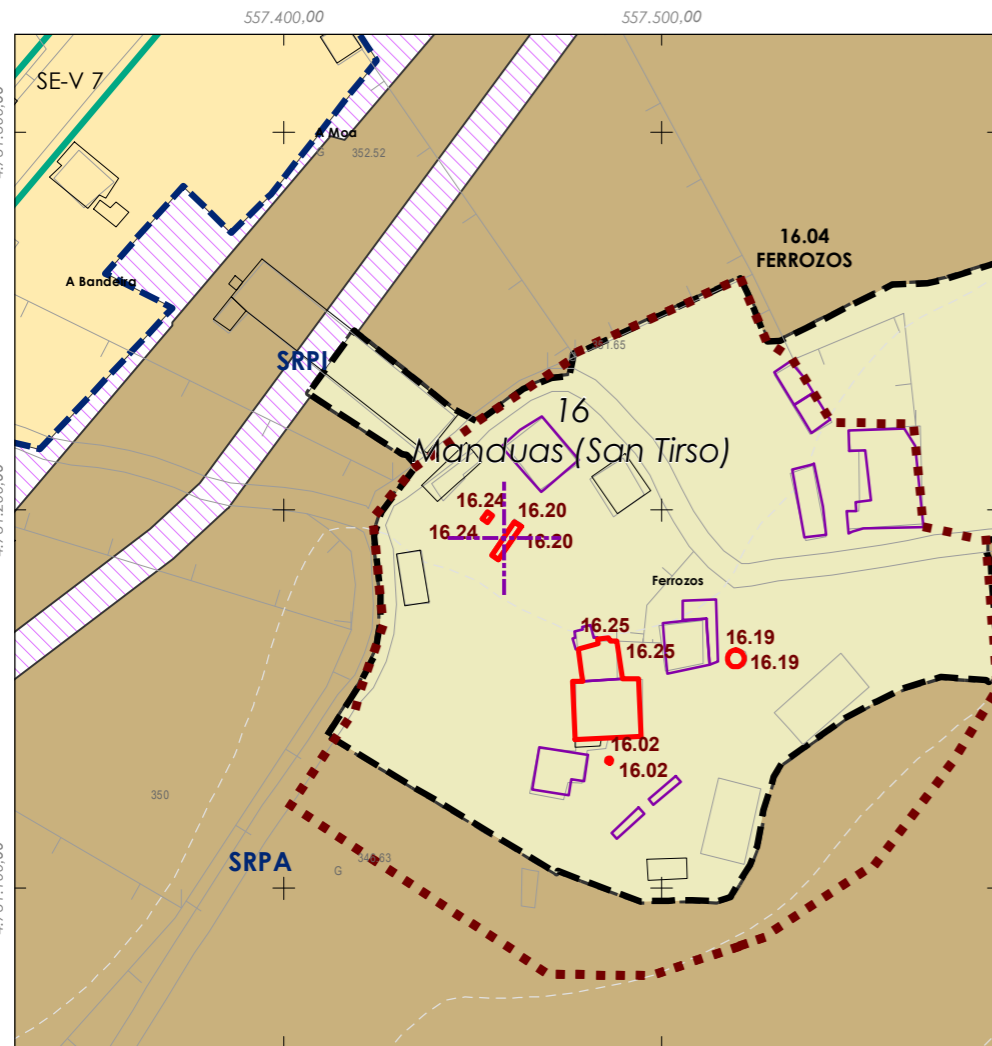 557.400,00
557.500,00
SE-V 7
A Moa
G
352.52
16.04
FERROZOS
A Bandeira
SRPI
351.65
16
Manduas (San Tirso)
16.24
16.20
16.24
16.20
Ferrozos
16.25
16.25
16.19
16.19
16.02
16.02
350
SRPA
G